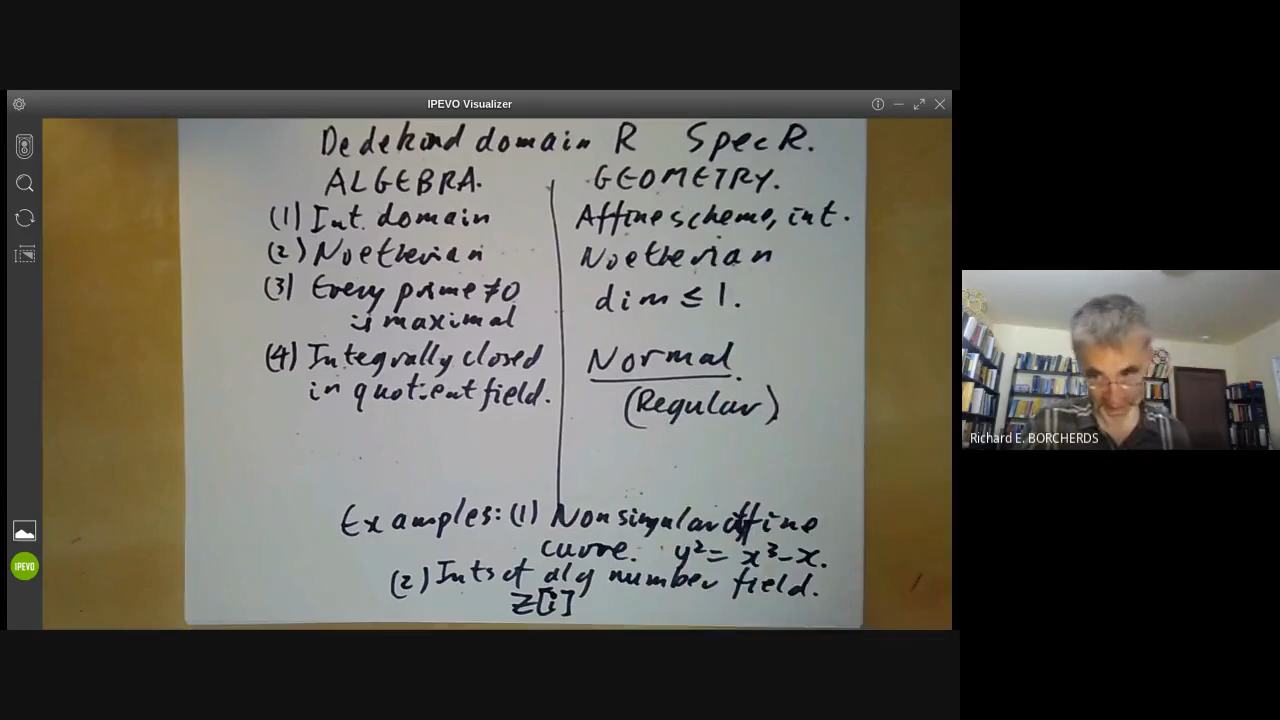 IPEVO Visualizer
Dedekind domain R Spec R.
ALGEBRA.
GEOMETRY.
(1) Int. domain
Affine scheme, int.
(2) Noetherian
Noetherian
(3) Every prime ≠0
is maximal
dim ≤ 1.
(4) Integrally closed
in quotient field.
Normal.
(Regular)
Examples: (1) Nonsingular affine
curve. y² = x³-x.
(2) Ints of alg number field.
Z[i]
IPEVO
Richard E. BORCHERDS